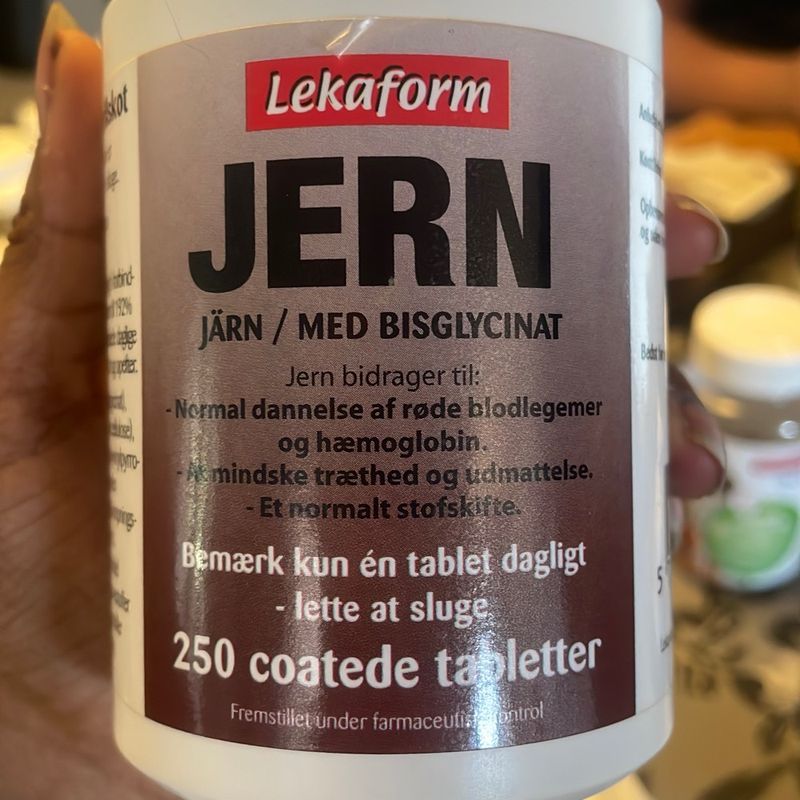 Lekaform
JERN
JÄRN / MED BISGLYCINAT
Jern bidrager til:
- Normal dannelse af røde blodlegemer
og hæmoglobin.
- At mindske træthed og udmattelse.
- Et normalt stofskifte.
Bemærk kun én tablet dagligt
- lette at sluge
250 coatede tabletter
Fremstillet under farmaceutisk kontrol
192%